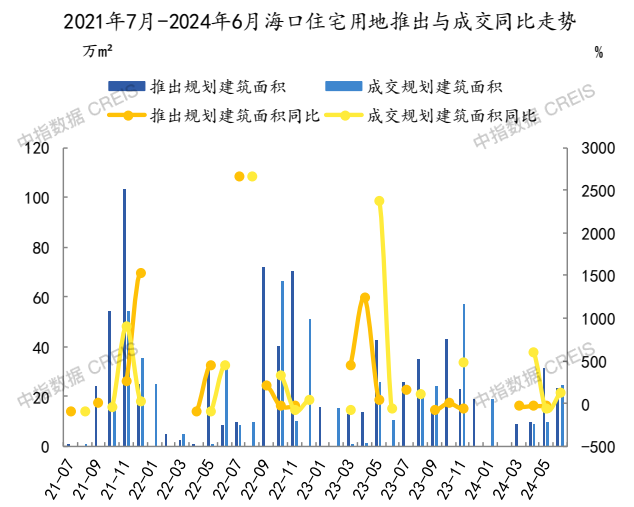 2021年7月-2024年6月海口住宅用地推出与成交同比走势
万㎡ %
推出规划建筑面积 成交规划建筑面积
推出规划建筑面积同比 成交规划建筑面积同比
中指数据 CREIS 中指数据 CREIS
120 3000
100 2500
2000
80 1500
60 1000
40 500
20 0
0 -500
中指数据 CREIS 中指数据 CREIS
21-07 21-09 21-11 22-01 22-03 22-05 22-07 22-09 22-11 23-01 23-03 23-05 23-07 23-09 23-11 24-01 24-03 24-05